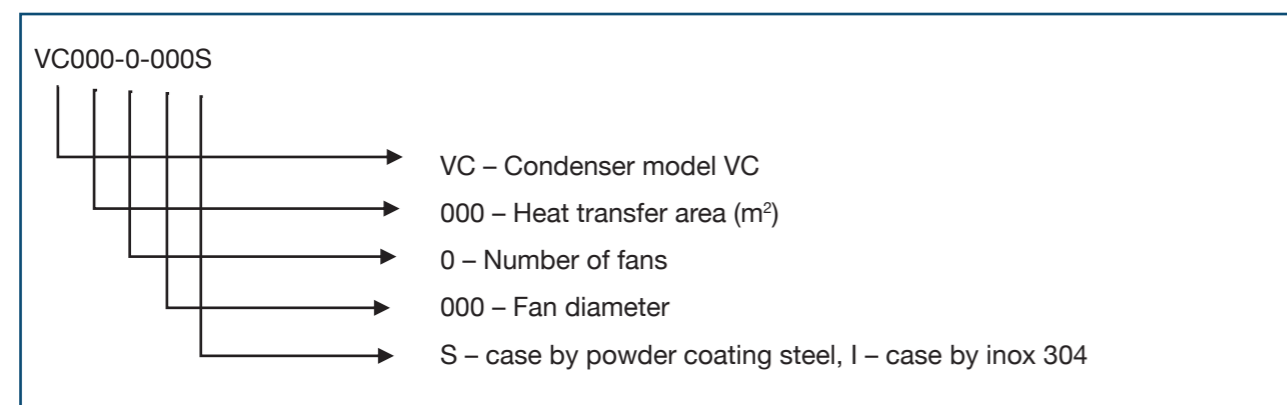 VC000-0-000S
VC – Condenser model VC
000 – Heat transfer area (m²)
0 – Number of fans
000 – Fan diameter
S – case by powder coating steel, I – case by inox 304